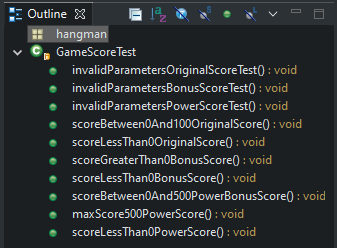 Outline
hangman
GameScoreTest
invalidParametersOriginalScoreTest() : void
invalidParametersBonusScoreTest() : void
invalidParametersPowerScoreTest() : void
scoreBetween0And100OriginalScore() : void
scoreLessThan0OriginalScore() : void
scoreGreaterThan0BonusScore() : void
scoreLessThan0BonusScore() : void
scoreBetween0And500PowerBonusScore() : void
maxScore500PowerScore() : void
scoreLessThan0PowerScore() : void